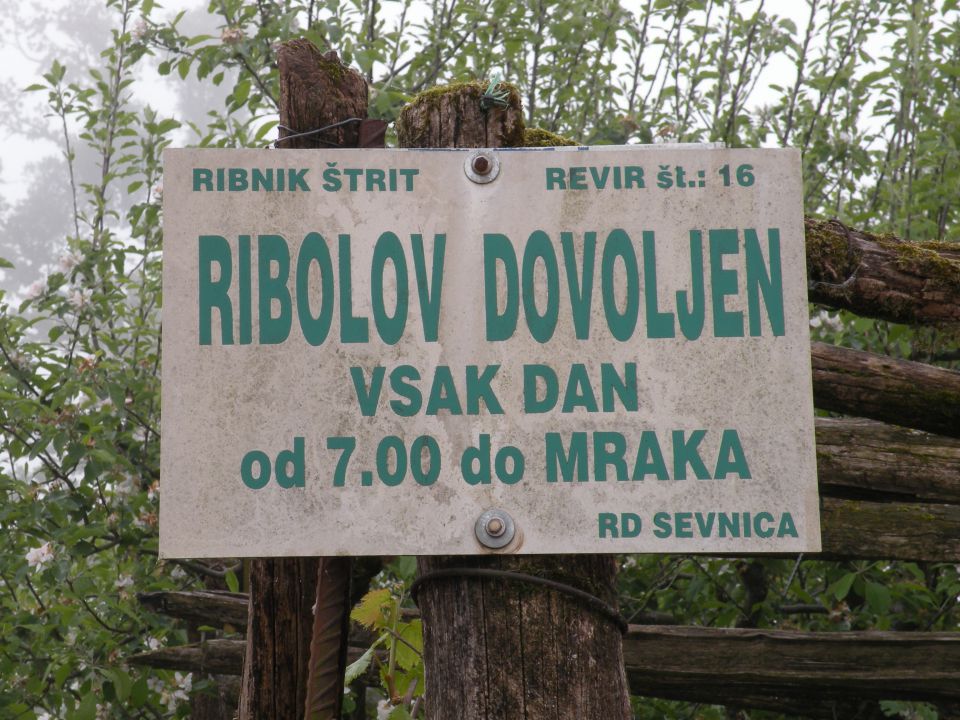 RIBNIK ŠTRIT REVIR št.: 16
RIBOLOV DOVOLJEN
VSAK DAN
od 7.00 do MRAKA
RD SEVNICA